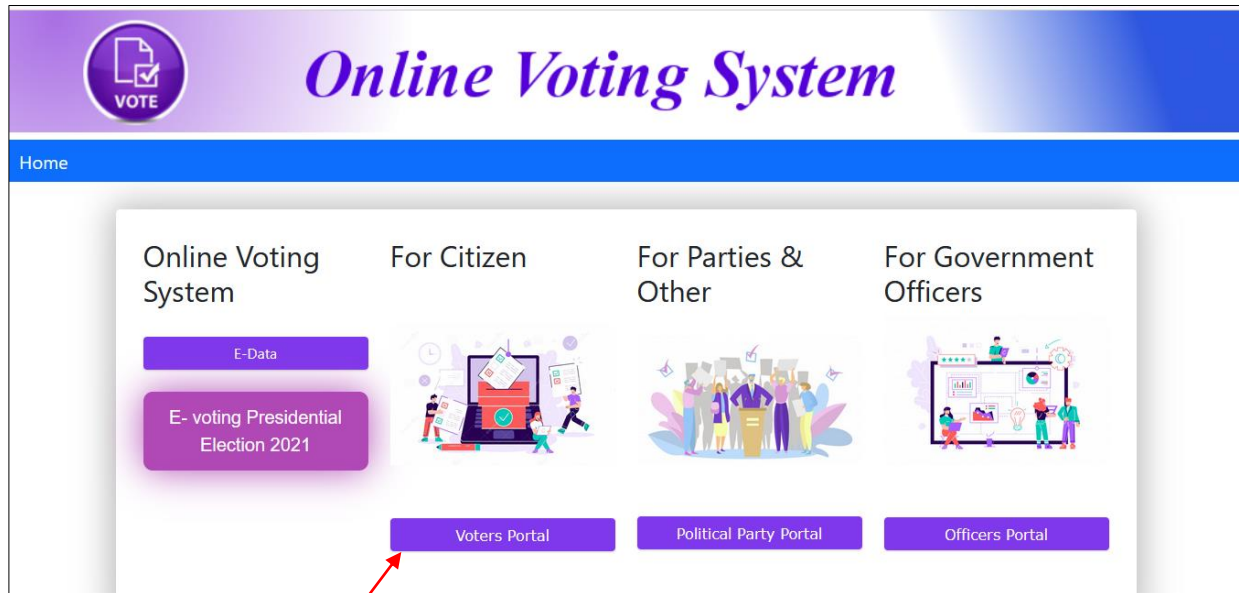 VOTE
Online Voting System
Home
Online Voting
System
E-Data
E- voting Presidential
Election 2021
For Citizen
Voters Portal
For Parties &
Other
Political Party Portal
For Government
Officers
Officers Portal